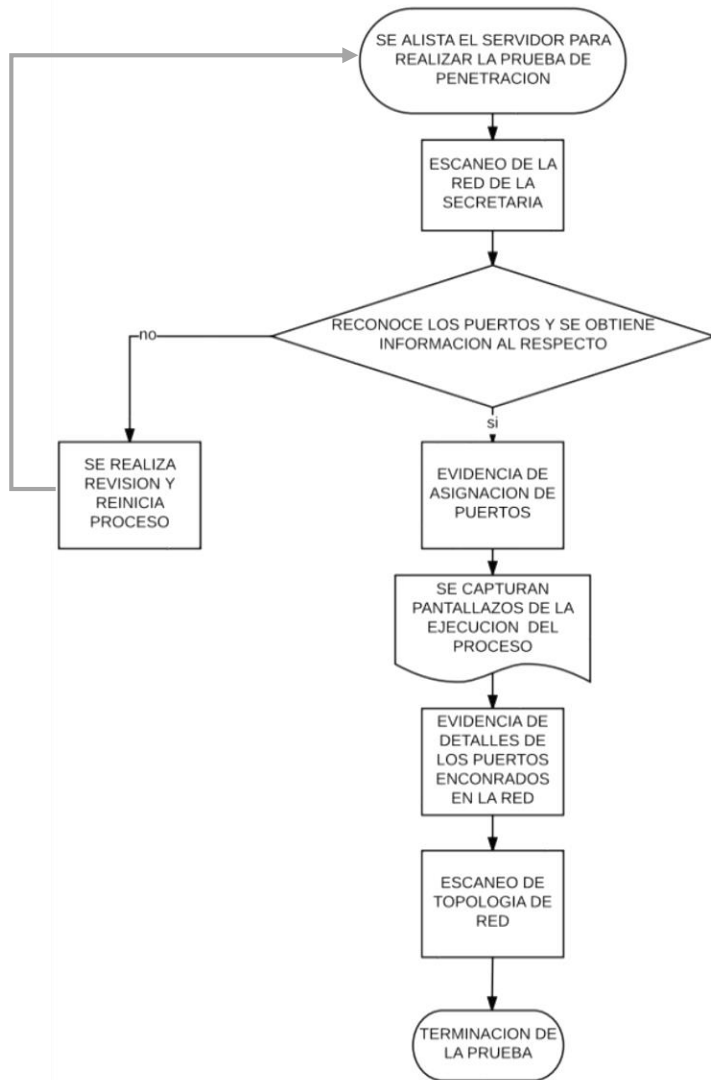 SE ALISTA EL SERVIDOR PARA
REALIZAR LA PRUEBA DE
PENETRACION
ESCANEO DE LA
RED DE LA
SECRETARIA
RECONOCE LOS PUERTOS Y SE OBTIENE
INFORMACION AL RESPECTO
no
si
SE REALIZA
REVISION Y
REINICIA
PROCESO
EVIDENCIA DE
ASIGNACION DE
PUERTOS
SE CAPTURAN
PANTALLAZOS DE LA
EJECUCION DEL
PROCESO
EVIDENCIA DE
DETALLES DE
LOS PUERTOS
ENCONRADOS
EN LA RED
ESCANEO DE
TOPOLOGIA DE
RED
TERMINACION DE
LA PRUEBA